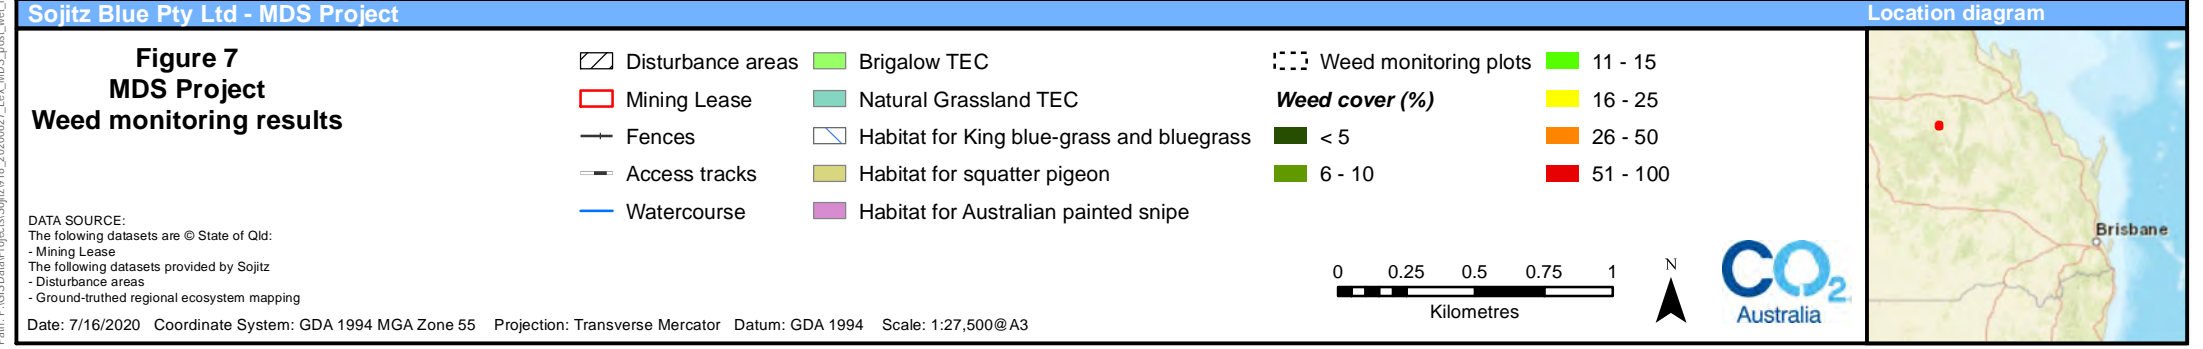 Sojitz Blue Pty Ltd - MDS Project
Location diagram
Figure 7
MDS Project
Weed monitoring results
DATA SOURCE:
The folowing datasets are © State of Qld:
- Mining Lease
The following datasets provided by Sojitz
- Disturbance areas
- Ground-truthed regional ecosystem mapping
Disturbance areas
Mining Lease
Fences
Access tracks
Watercourse
Brigalow TEC
Natural Grassland TEC
Habitat for King blue-grass and bluegrass
Habitat for squatter pigeon
Habitat for Australian painted snipe
Weed monitoring plots
Weed cover (%)
< 5
6 - 10
11 - 15
16 - 25
26 - 50
51 - 100
0 0.25 0.5 0.75 1
Kilometres
N
CO2
Australia
Brisbane
Date: 7/16/2020 Coordinate System: GDA 1994 MGA Zone 55 Projection: Transverse Mercator Datum: GDA 1994 Scale: 1:27,500@A3